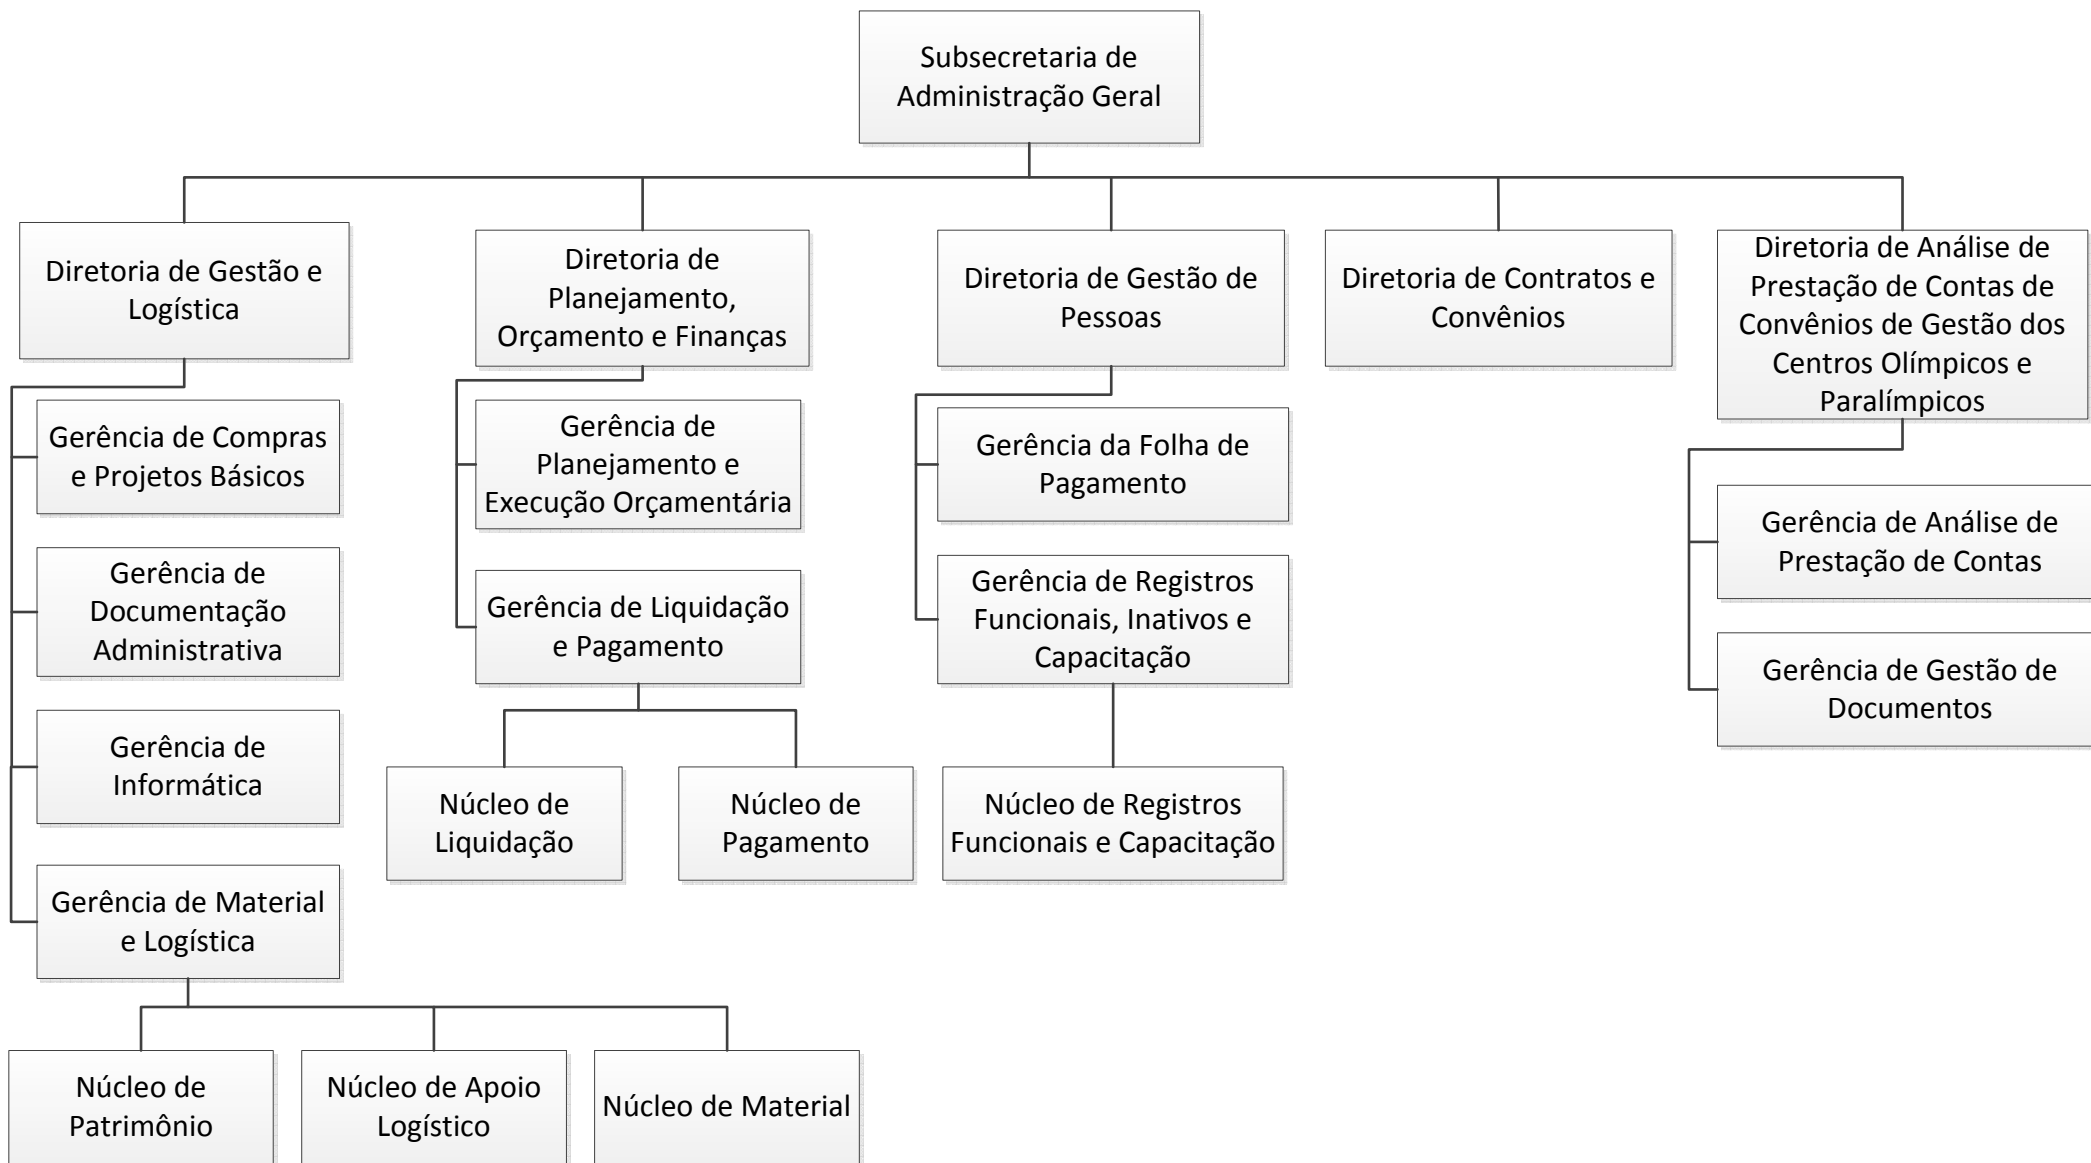 Subsecretaria de
Administração Geral
Diretoria de Gestão e
Logística
Diretoria de
Planejamento,
Orçamento e Finanças
Diretoria de Gestão de
Pessoas
Diretoria de Contratos e
Convênios
Diretoria de Análise de
Prestação de Contas de
Convênios de Gestão dos
Centros Olímpicos e
Paralímpicos
Gerência de Compras
e Projetos Básicos
Gerência de
Planejamento e
Execução Orçamentária
Gerência da Folha de
Pagamento
Gerência de Análise de
Prestação de Contas
Gerência de
Documentação
Administrativa
Gerência de Liquidação
e Pagamento
Gerência de Registros
Funcionais, Inativos e
Capacitação
Gerência de Gestão de
Documentos
Gerência de
Informática
Núcleo de
Liquidação
Núcleo de
Pagamento
Núcleo de Registros
Funcionais e Capacitação
Gerência de Material
e Logística
Núcleo de
Patrimônio
Núcleo de Apoio
Logístico
Núcleo de Material